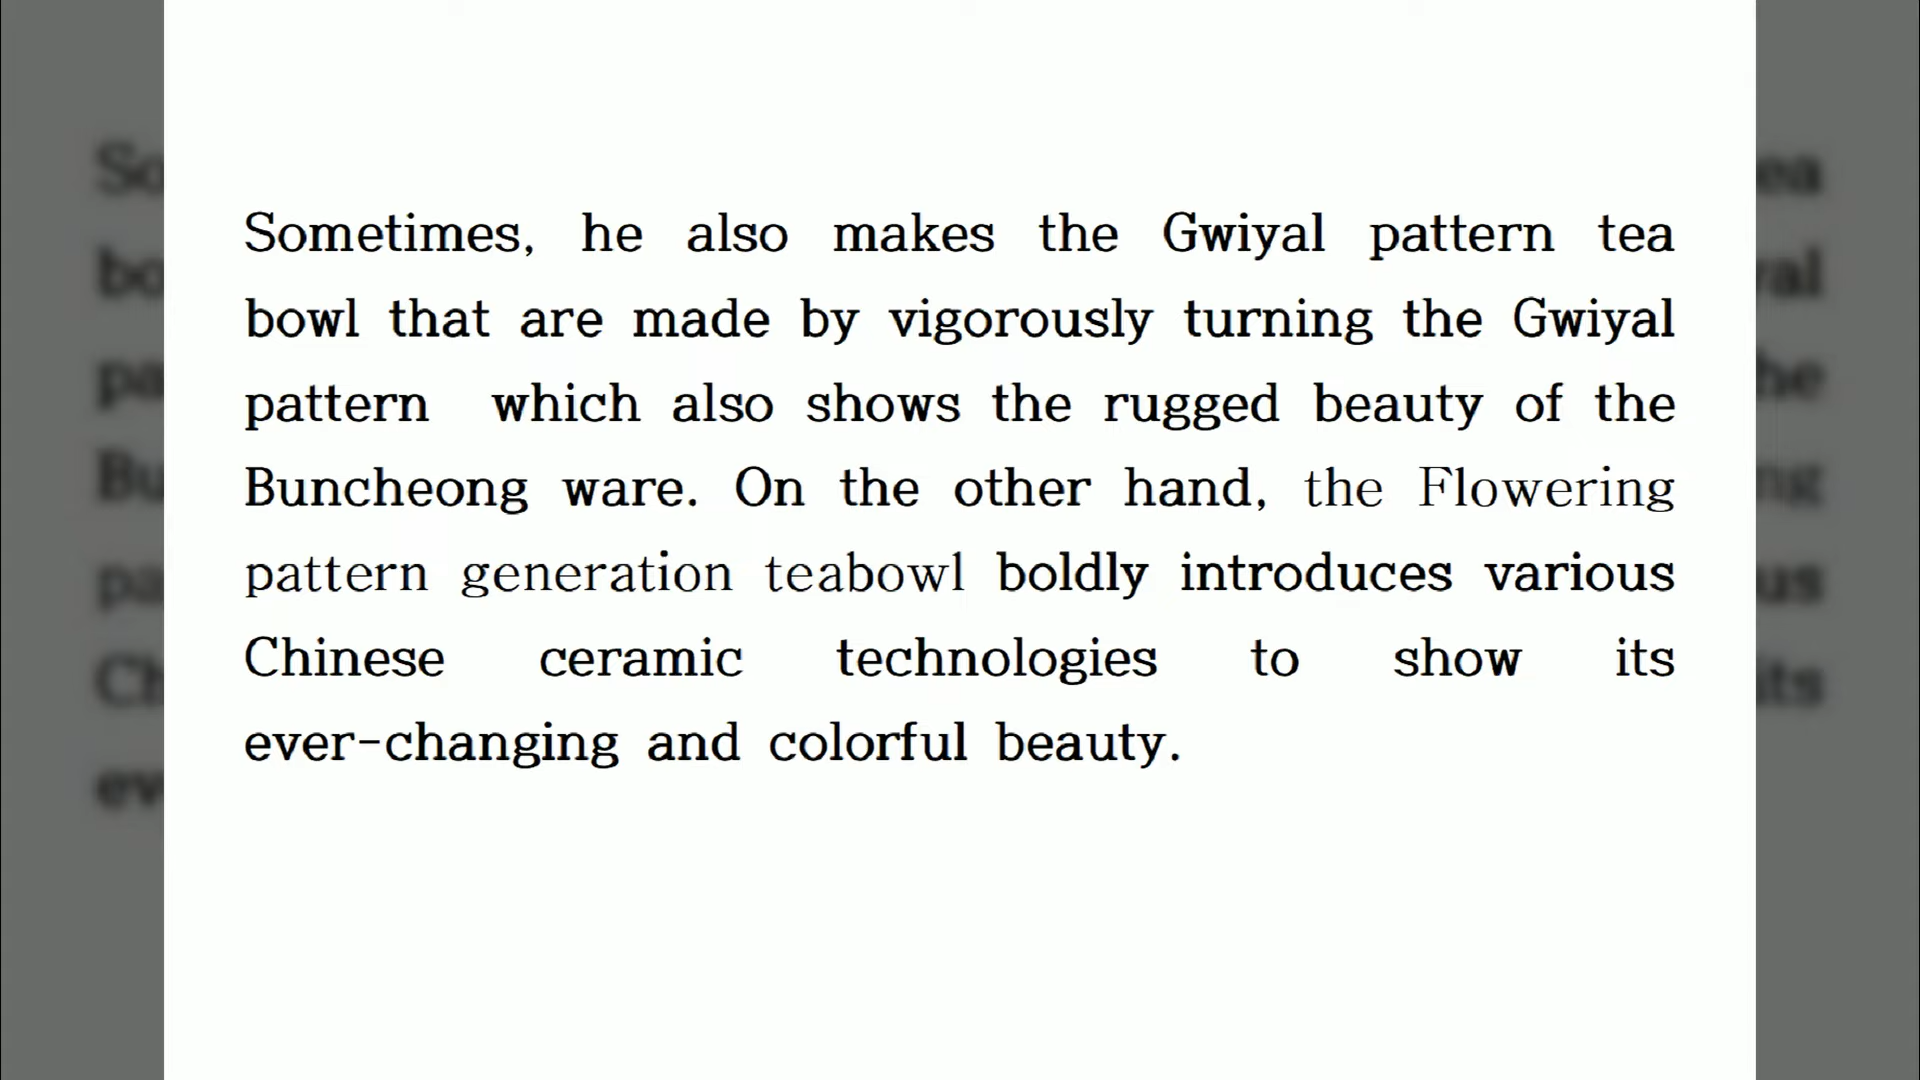 Sometimes, he also makes the Gwiyal pattern tea
bowl that are made by vigorously turning the Gwiyal
pattern which also shows the rugged beauty of the
Buncheong ware. On the other hand, the Flowering
pattern generation teabowl boldly introduces various
Chinese ceramic technologies to show its
ever-changing and colorful beauty.